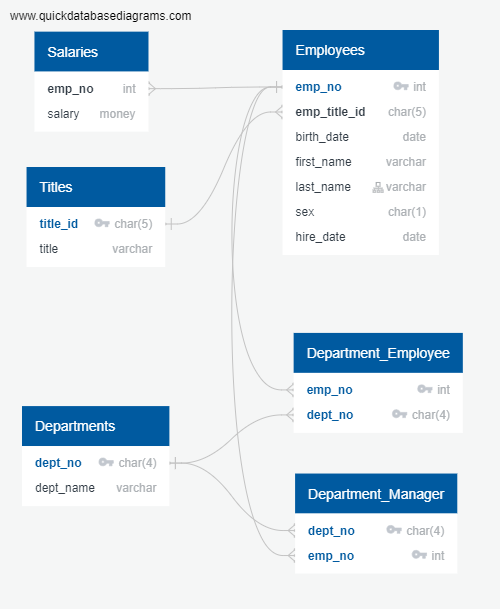 www.quickdatabasediagrams.com
Salaries
emp_no int
salary money
Employees
emp_no int
emp_title_id char(5)
birth_date date
first_name varchar
last_name varchar
sex char(1)
hire_date date
Titles
title_id char(5)
title varchar
Department_Employee
emp_no int
dept_no char(4)
Departments
dept_no char(4)
dept_name varchar
Department_Manager
dept_no char(4)
emp_no int